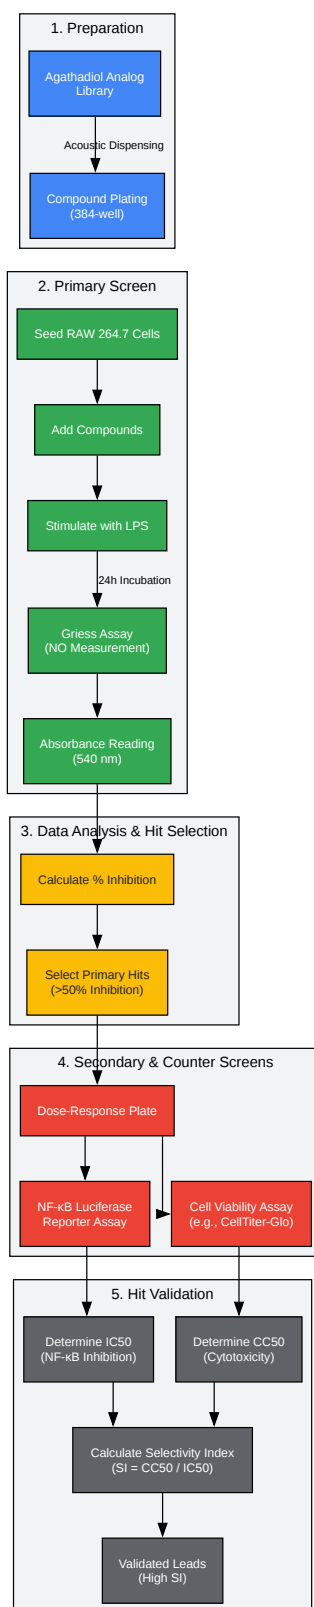 1. Preparation
Agathadiol Analog
Library
Acoustic Dispensing
Compound Plating
(384-well)
2. Primary Screen
Seed RAW 264.7 Cells
Add Compounds
Stimulate with LPS
24h Incubation
Griess Assay
(NO Measurement)
Absorbance Reading
(540 nm)
3. Data Analysis & Hit Selection
Calculate % Inhibition
Select Primary Hits
(>50% Inhibition)
4. Secondary & Counter Screens
Dose-Response Plate
NF-κB Luciferase
Reporter Assay
Cell Viability Assay
(e.g., CellTiter-Glo)
5. Hit Validation
Determine IC50
(NF-κB Inhibition)
Determine CC50
(Cytotoxicity)
Calculate Selectivity Index
(SI = CC50 / IC50)
Validated Leads
(High SI)